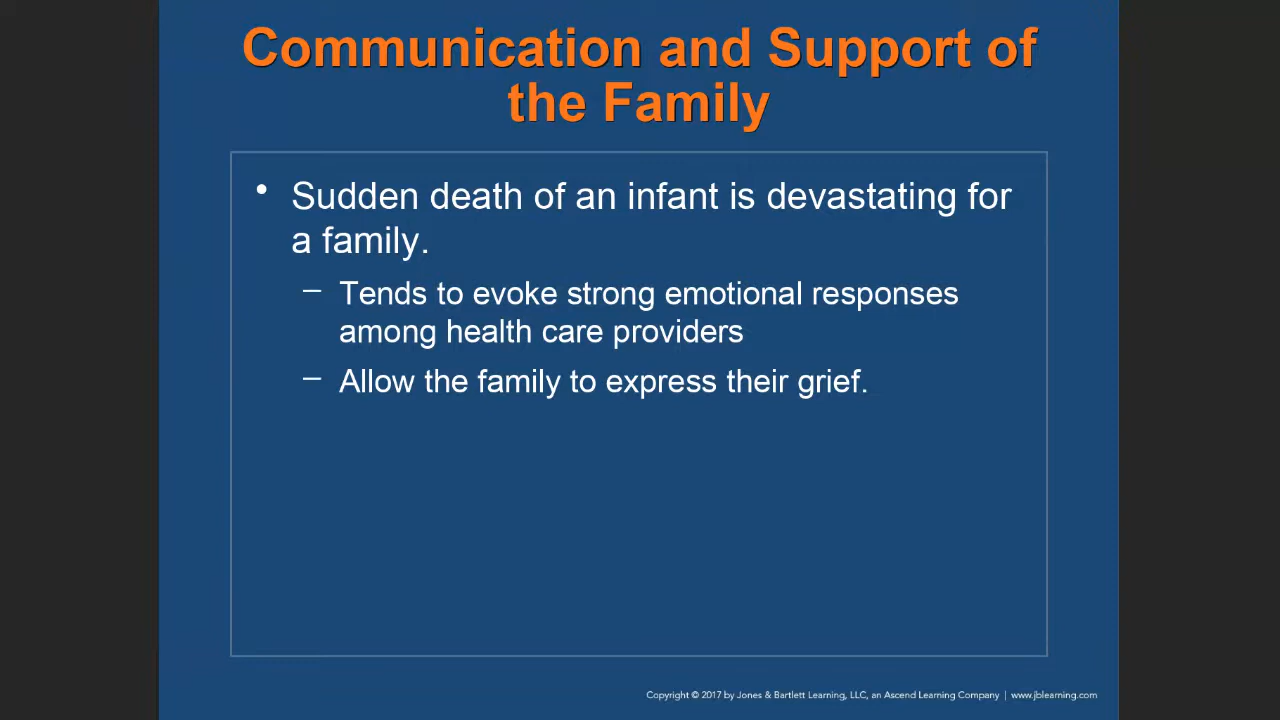 Communication and Support of
the Family
• Sudden death of an infant is devastating for
a family.
– Tends to evoke strong emotional responses
among health care providers
– Allow the family to express their grief.
Copyright © 2017 by Jones & Bartlett Learning, LLC, an Ascend Learning Company | www.jblearning.com